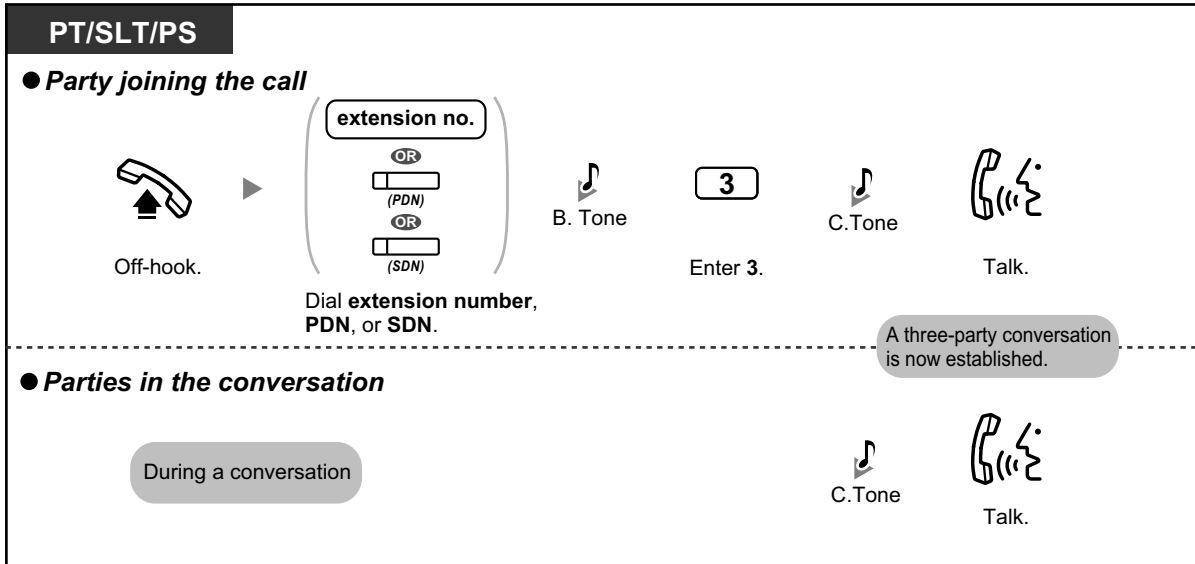 PT/SLT/PS
● Party joining the call
extension no.
OR
(PDN)
OR
(SDN)
B. Tone
3
C.Tone
Off-hook.
Enter 3.
Talk.
Dial extension number,
PDN, or SDN.
A three-party conversation
is now established.
● Parties in the conversation
During a conversation
C.Tone
Talk.